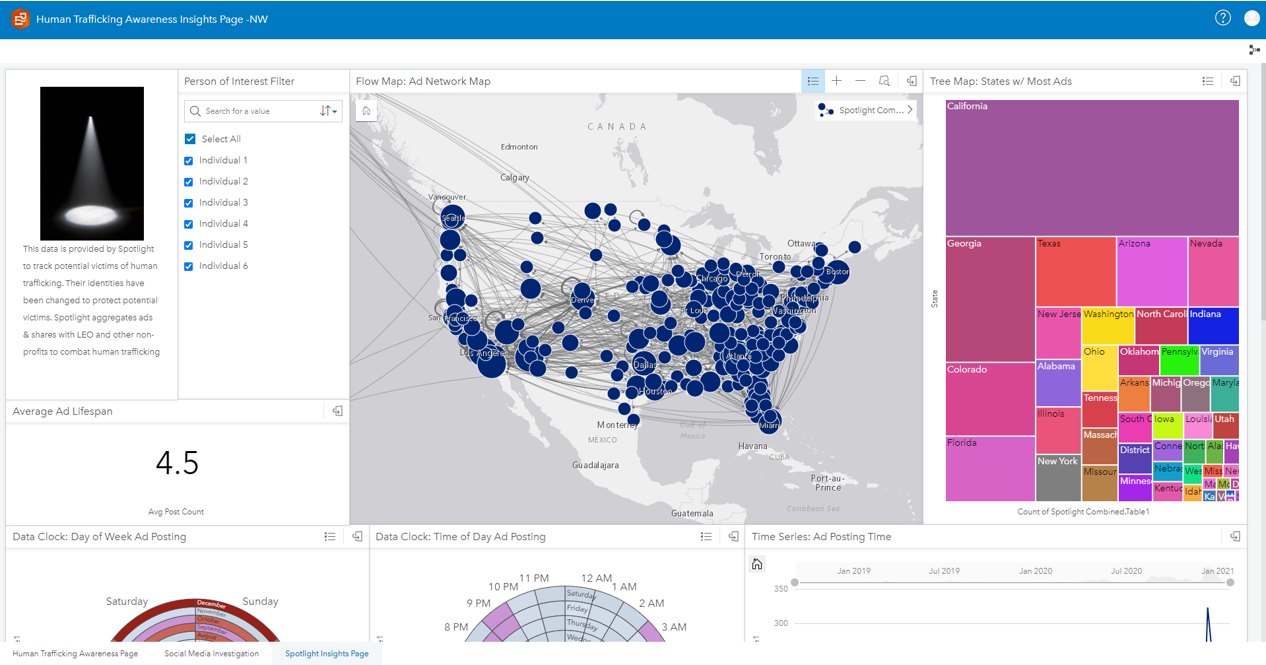 Human Trafficking Awareness Insights Page -NW
Person of Interest Filter
Search for a value
Select All
Individual 1
Individual 2
Individual 3
Individual 4
Individual 5
Individual 6
This data is provided by Spotlight
to track potential victims of human
trafficking. Their identities have
been changed to protect potential
victims. Spotlight aggregates ads
& shares with LEO and other non-
profits to combat human trafficking
Average Ad Lifespan
4.5
Avg Post Count
Flow Map: Ad Network Map
Spotlight Com...
CANADA
Edmonton
Calgary
Vancouver
Seattle
Ottawa
Toronto
Boston
Chicago
Detroit
Denver
Philadelphia
St Louis
Washington
San Francisco
Los Angeles
Atlanta
Dallas
Houston
Monterrey
Miami
Gulf of
Mexico
MÉXICO
Havana
CUBA
Guadalajara
Port-au-
Prince
Caribbean Sea
Guatemala
Tree Map: States w/ Most Ads
State
California
Georgia
Texas
Arizona
Nevada
New Jerse
Washington
North Caroli
Indiana
Ohio
Oklahom
Pennsylv
Virginia
Colorado
Alabama
Arkans
Michig
Orego
Maryla
Tenness
Illinois
South C
Iowa
Louisi
Utah
Massach
Florida
District
Conne
Nort
Ala
Hav
New York
Missour
Nebra
Wes
Miss
Minnes
Kentuc
Idah
Ka
Count of Spotlight Combined.Table1
Data Clock: Day of Week Ad Posting
Saturday
Sunday
December
November
October
September
August
Data Clock: Time of Day Ad Posting
8 PM
9 PM
10 PM
11 PM
12 AM
1 AM
2 AM
3 AM
Saturday
Friday
Thursday
Time Series: Ad Posting Time
Jan 2019
Jul 2019
Jan 2020
Jul 2020
Jan 2021
350
300
Human Trafficking Awareness Page
Social Media Investigation
Spotlight Insights Page